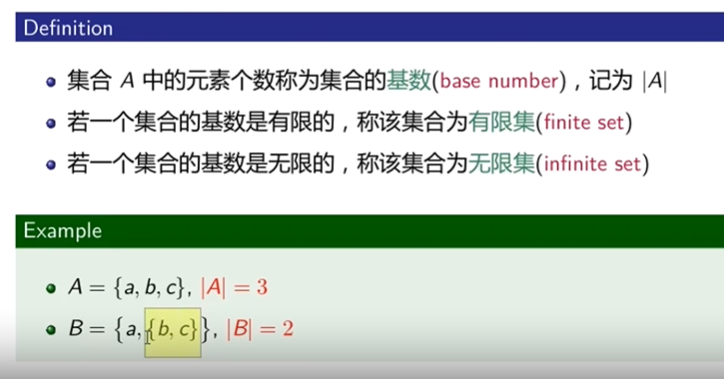 Definition
集合 A 中的元素个数称为集合的基数(base number)，记为 |A|
若一个集合的基数是有限的，称该集合为有限集(finite set)
若一个集合的基数是无限的，称该集合为无限集(infinite set)
Example
A = {a, b, c}, |A| = 3
B = {a, {b, c}}, |B| = 2